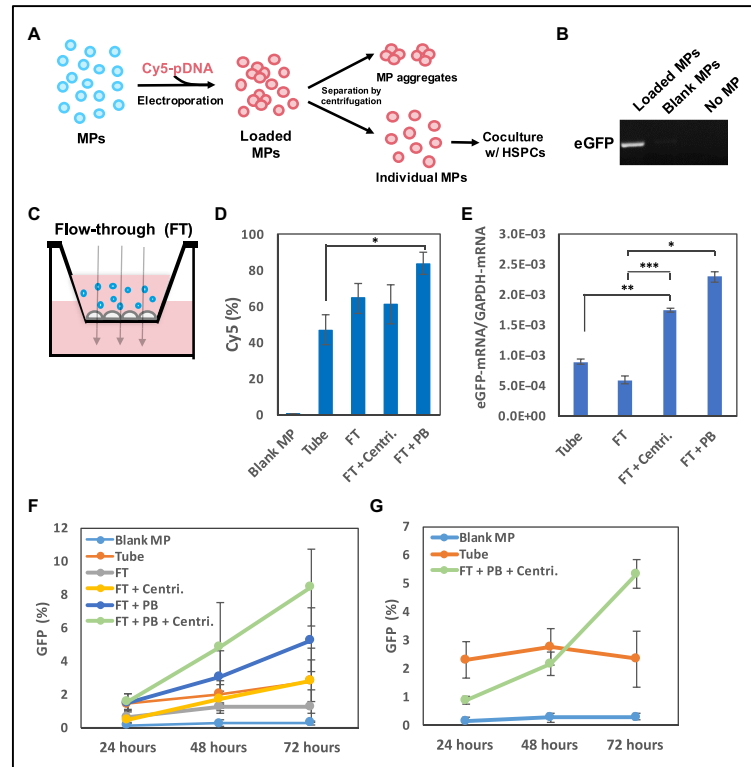 A
Cy5-pDNA
Electroporation
MPs
Loaded
MPs
Separation by
centrifugation
MP aggregates
Individual MPs
Coculture
w/ HSPCs
B
Loaded MPs
Blank MPs
No MP
eGFP
C
Flow-through (FT)
D
Cy5 (%)
100
80
60
40
20
0
*
Blank MP
Tube
FT
FT + Centri.
FT + PB
E
eGFP-mRNA/GAPDH-mRNA
3.0E-03
2.5E-03
2.0E-03
1.5E-03
1.0E-03
5.0E-04
0.0E+00
*
***
**
Tube
FT
FT + Centri.
FT + PB
F
GFP (%)
12
10
8
6
4
2
0
Blank MP
Tube
FT
FT + Centri.
FT + PB
FT + PB + Centri.
24 hours
48 hours
72 hours
G
GFP (%)
7
6
5
4
3
2
1
0
Blank MP
Tube
FT + PB + Centri.
24 hours
48 hours
72 hours